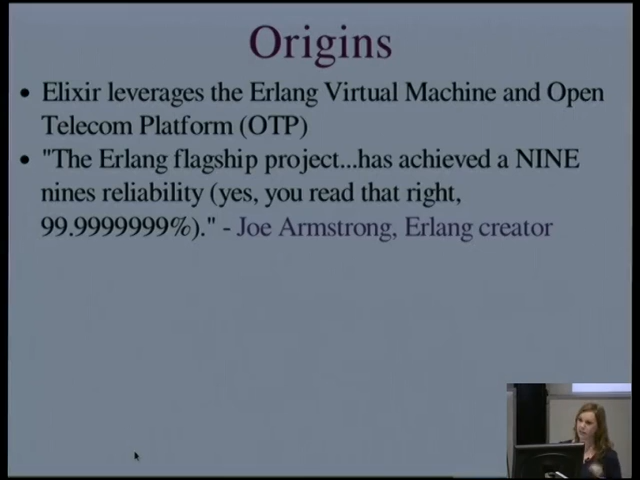 Origins
• Elixir leverages the Erlang Virtual Machine and Open
Telecom Platform (OTP)
• "The Erlang flagship project...has achieved a NINE
nines reliability (yes, you read that right,
99.9999999%)." - Joe Armstrong, Erlang creator